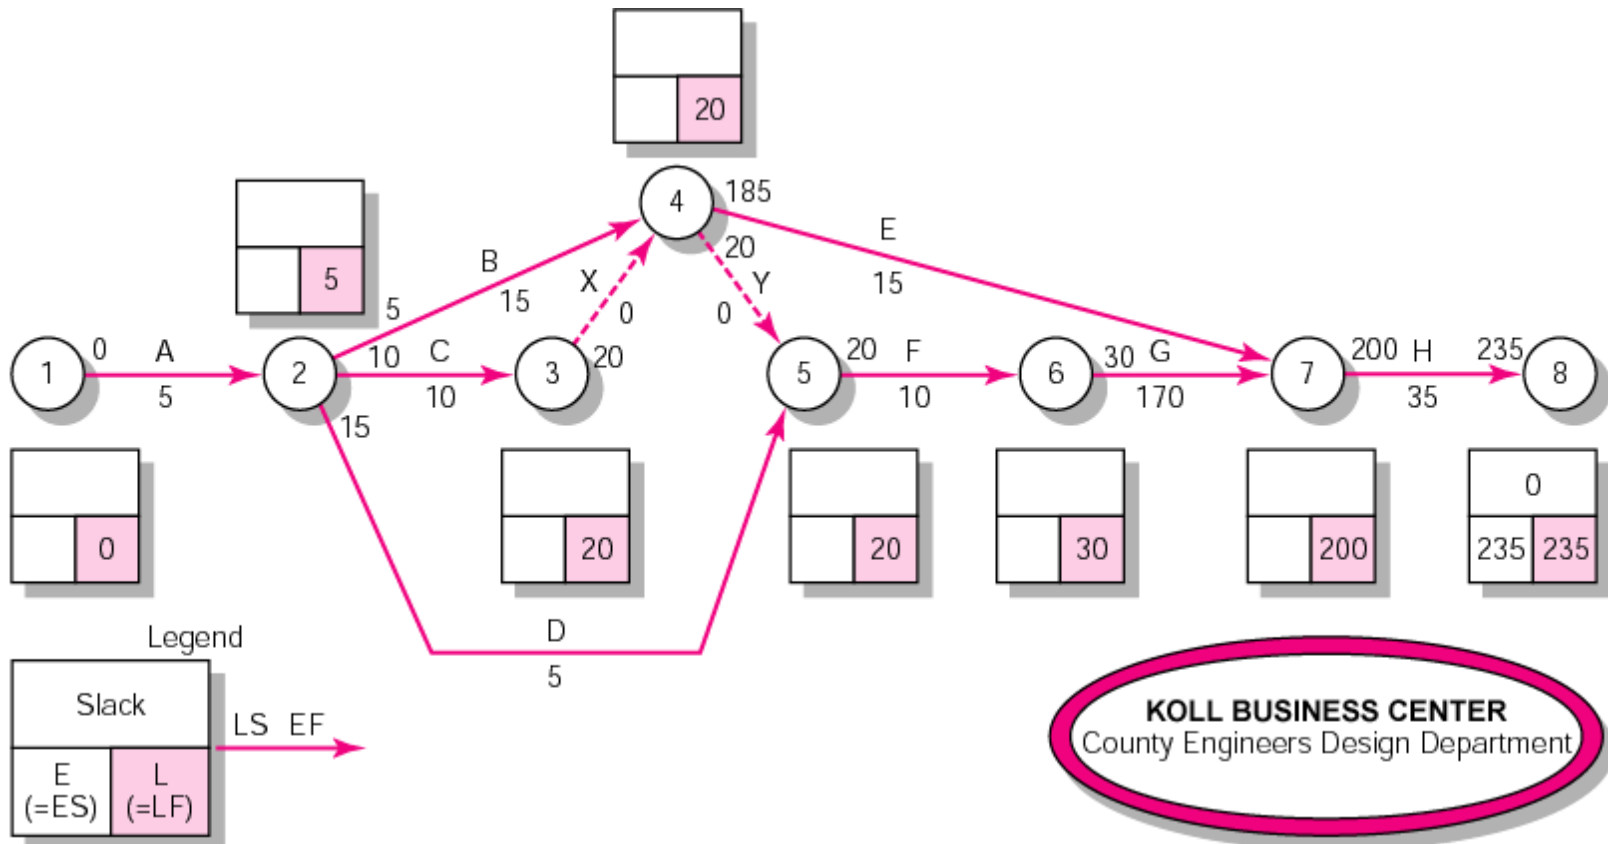 20
4
185
20
E
15
5
B
15
5
X
0
Y
0
1
0
A
5
2
10
C
10
15
3
20
5
20
F
10
6
30
G
170
7
200
H
35
235
8
0
20
20
30
200
0
235
235
D
5
Legend
Slack
LS EF
E
(=ES)
L
(=LF)
KOLL BUSINESS CENTER
County Engineers Design Department